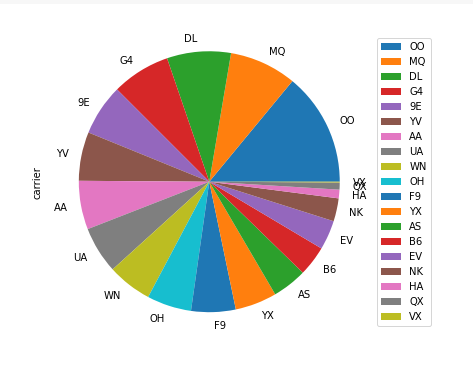 DL
MQ
G4
9E
OO
YV
VX
QX
HA
carrier
AA
NK
EV
UA
B6
WN
AS
OH
YX
F9
OO
MQ
DL
G4
9E
YV
AA
UA
WN
OH
F9
YX
AS
B6
EV
NK
HA
QX
VX